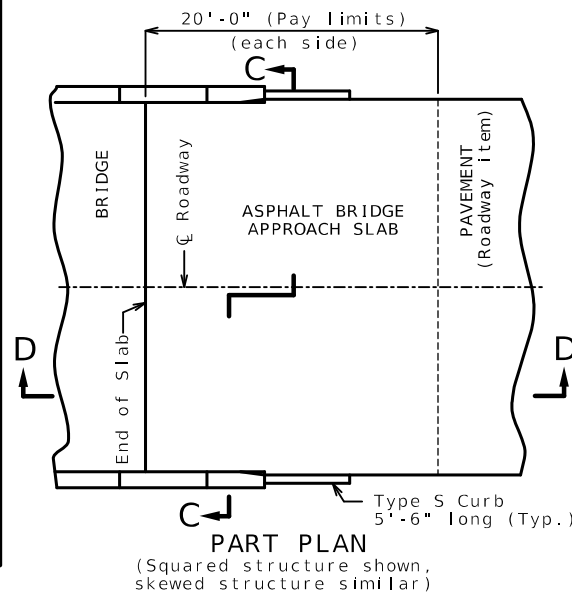 20'-0" (Pay limits)
(each side)
C
BRIDGE
℄ Roadway
ASPHALT BRIDGE
APPROACH SLAB
PAVEMENT
(Roadway item)
D
D
End of Slab
C
Type S Curb
5'-6" long (Typ.)
PART PLAN
(Squared structure shown,
skewed structure similar)